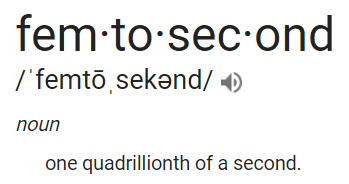 fem·to·sec·ond
/ˈfemtōˌsekənd/
noun
one quadrillionth of a second.